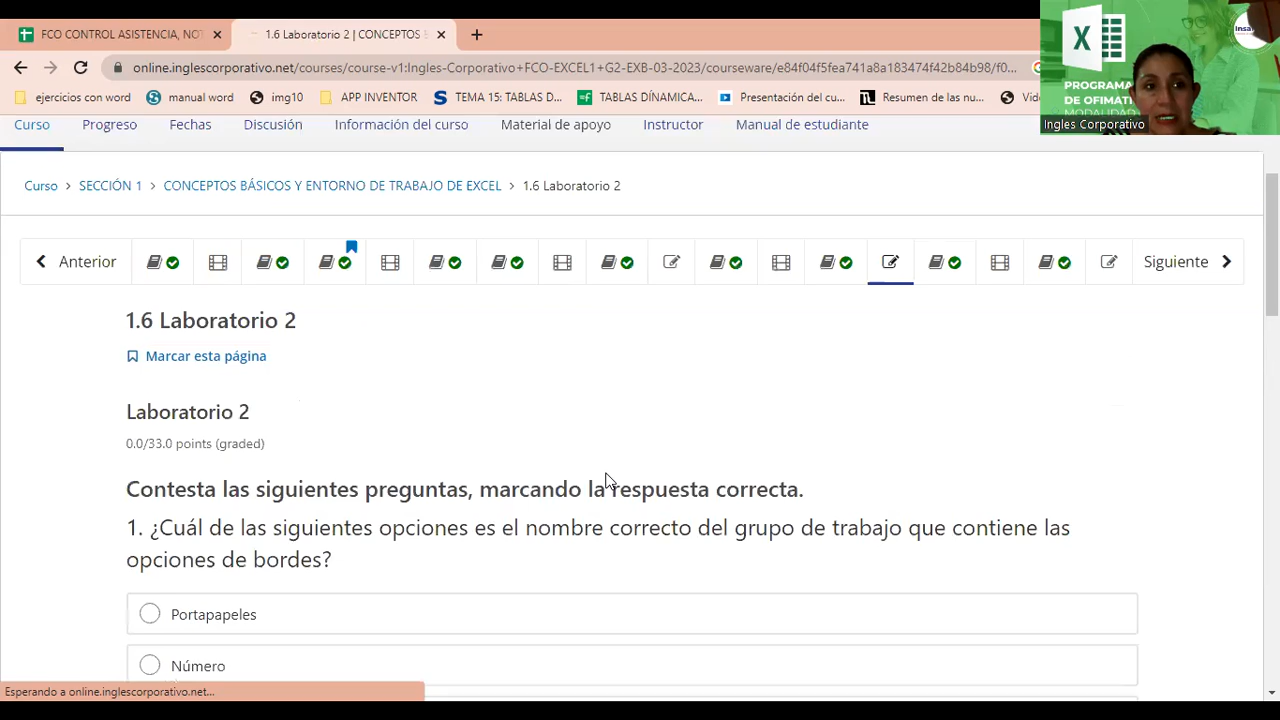 FCO CONTROL ASISTENCIA, NOT
1.6 Laboratorio 2 | CONCEPTOS
online.inglescorporativo.net/courses/course-v1:Ingles-Corporativo+FCO-EXCEL1+G2-EXB-03-2023/courseware/e84f04f5fea741a8a183474f42b84b98/f0...
ejercicios con word
manual word
img10
APP INVENTOR
TEMA 15: TABLAS D...
TABLAS DÍNAMICA...
Presentación del cu...
Resumen de las nu...
PROGRAMA
DE OFIMATI
MODALIDAD
Insa
Ingles Corporativo
Curso
Progreso
Fechas
Discusión
Información del curso
Material de apoyo
Instructor
Manual de estudiante
Curso > SECCIÓN 1 > CONCEPTOS BÁSICOS Y ENTORNO DE TRABAJO DE EXCEL > 1.6 Laboratorio 2
Anterior
Siguiente
1.6 Laboratorio 2
Marcar esta página
Laboratorio 2
0.0/33.0 points (graded)
Contesta las siguientes preguntas, marcando la respuesta correcta.
1. ¿Cuál de las siguientes opciones es el nombre correcto del grupo de trabajo que contiene las
opciones de bordes?
Portapapeles
Número
Esperando a online.inglescorporativo.net...